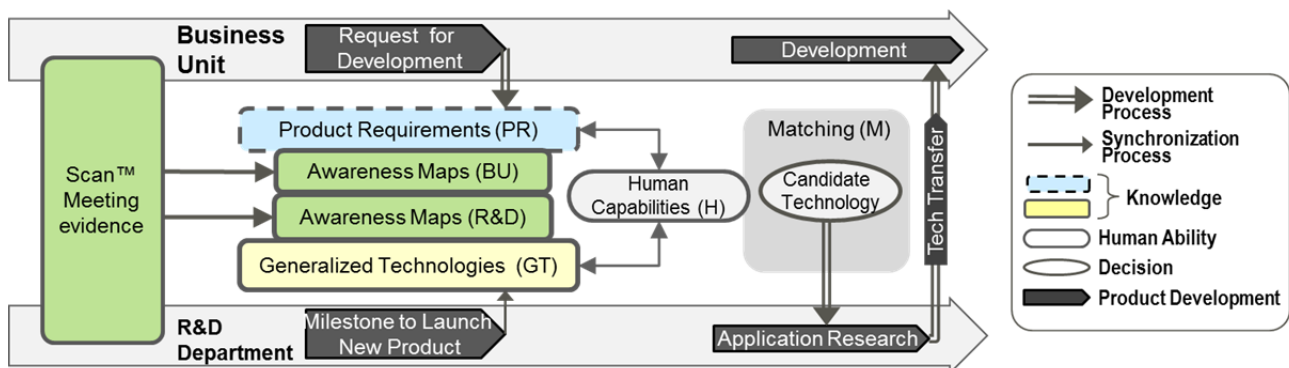 Business
Unit
Request for
Development
Development
Scan™
Meeting
evidence
Product Requirements (PR)
Awareness Maps (BU)
Awareness Maps (R&D)
Generalized Technologies (GT)
Human
Capabilities (H)
Matching (M)
Candidate
Technology
Tech Transfer
R&D
Department
Milestone to Launch
New Product
Application Research
Development
Process
Synchronization
Process
Knowledge
Human Ability
Decision
Product Development